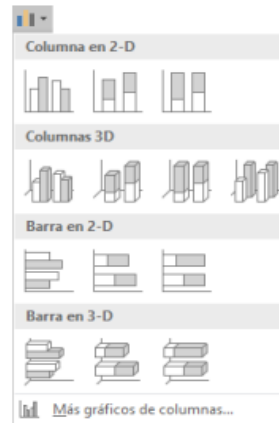 Columna en 2-D
Columnas 3D
Barra en 2-D
Barra en 3-D
Más gráficos de columnas...